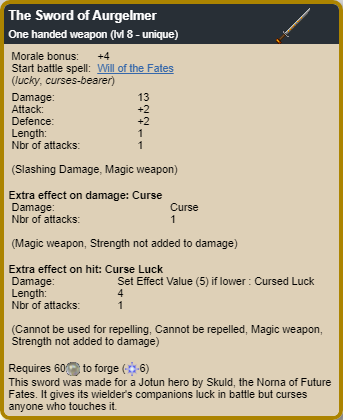 The Sword of Aurgelmer
One handed weapon (lvl 8 - unique)
Morale bonus: +4
Start battle spell: Will of the Fates
(lucky, curses-bearer)
Damage: 13
Attack: +2
Defence: +2
Length: 1
Nbr of attacks: 1
(Slashing Damage, Magic weapon)
Extra effect on damage: Curse
Damage: Curse
Nbr of attacks: 1
(Magic weapon, Strength not added to damage)
Extra effect on hit: Curse Luck
Damage: Set Effect Value (5) if lower : Cursed Luck
Length: 4
Nbr of attacks: 1
(Cannot be used for repelling, Cannot be repelled, Magic weapon,
Strength not added to damage)
Requires 60 to forge (-6)
This sword was made for a Jotun hero by Skuld, the Norna of Future
Fates. It gives its wielder's companions luck in battle but curses
anyone who touches it.